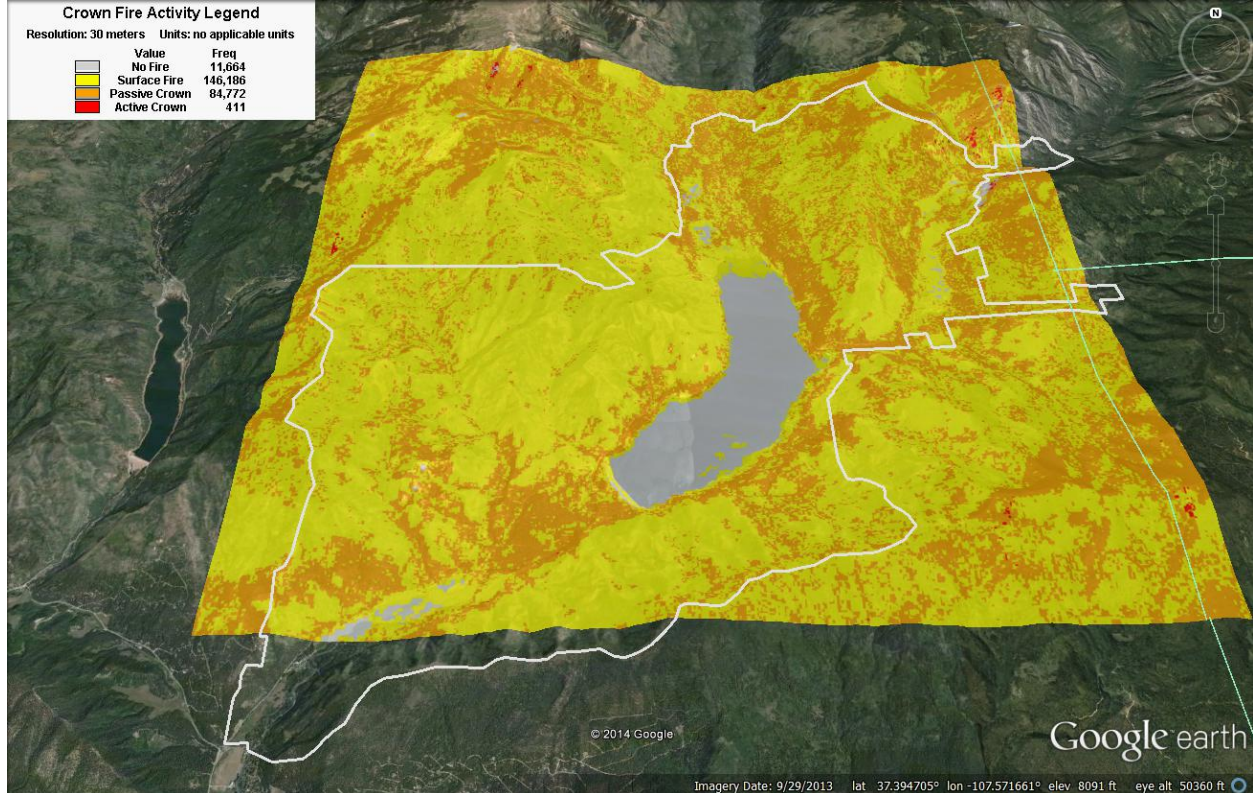 Crown Fire Activity Legend
Resolution: 30 meters Units: no applicable units
Value Freq
No Fire 11,664
Surface Fire 146,186
Passive Crown 84,772
Active Crown 411
N
© 2014 Google
Google earth
Imagery Date: 9/29/2013 lat 37.394705° lon -107.571661° elev 8091 ft eye alt 50360 ft